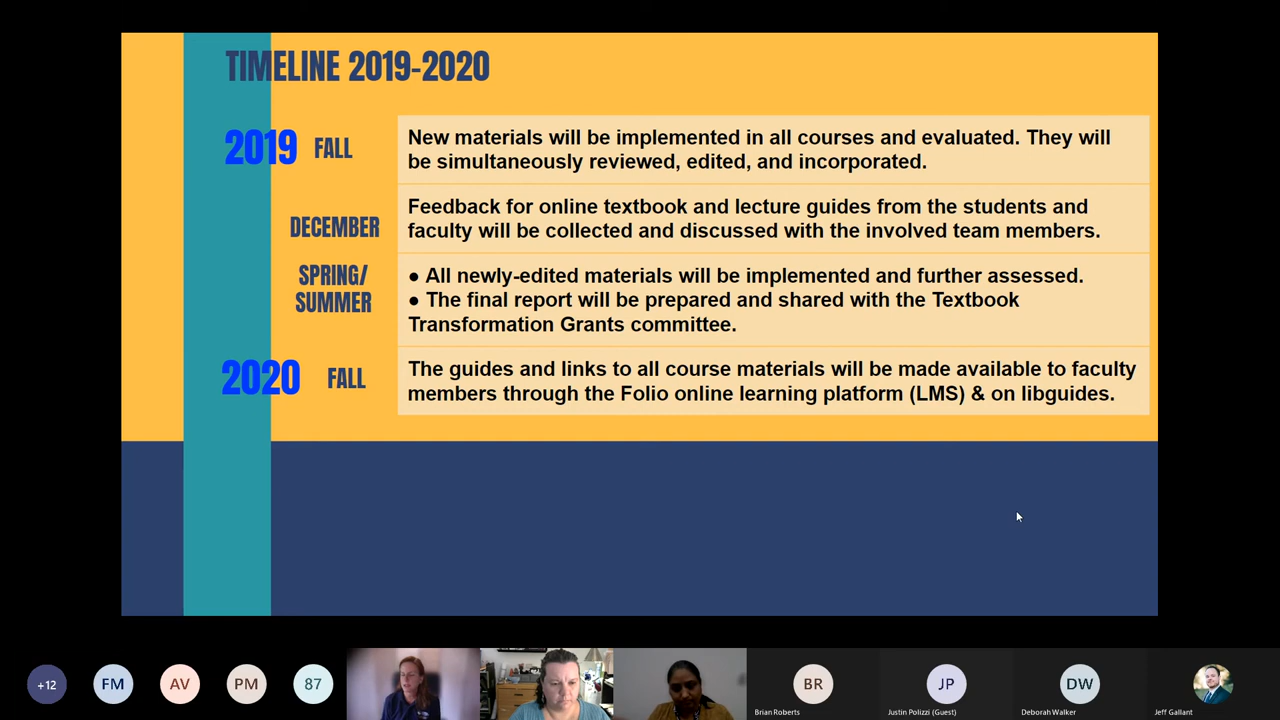 TIMELINE 2019-2020
2019 FALL
New materials will be implemented in all courses and evaluated. They will
be simultaneously reviewed, edited, and incorporated.
DECEMBER
Feedback for online textbook and lecture guides from the students and
faculty will be collected and discussed with the involved team members.
SPRING/
SUMMER
● All newly-edited materials will be implemented and further assessed.
● The final report will be prepared and shared with the Textbook
Transformation Grants committee.
2020 FALL
The guides and links to all course materials will be made available to faculty
members through the Folio online learning platform (LMS) & on libguides.
+12
FM
AV
PM
87
BR
Brian Roberts
JP
Justin Polizzi (Guest)
DW
Deborah Walker
Jeff Gallant